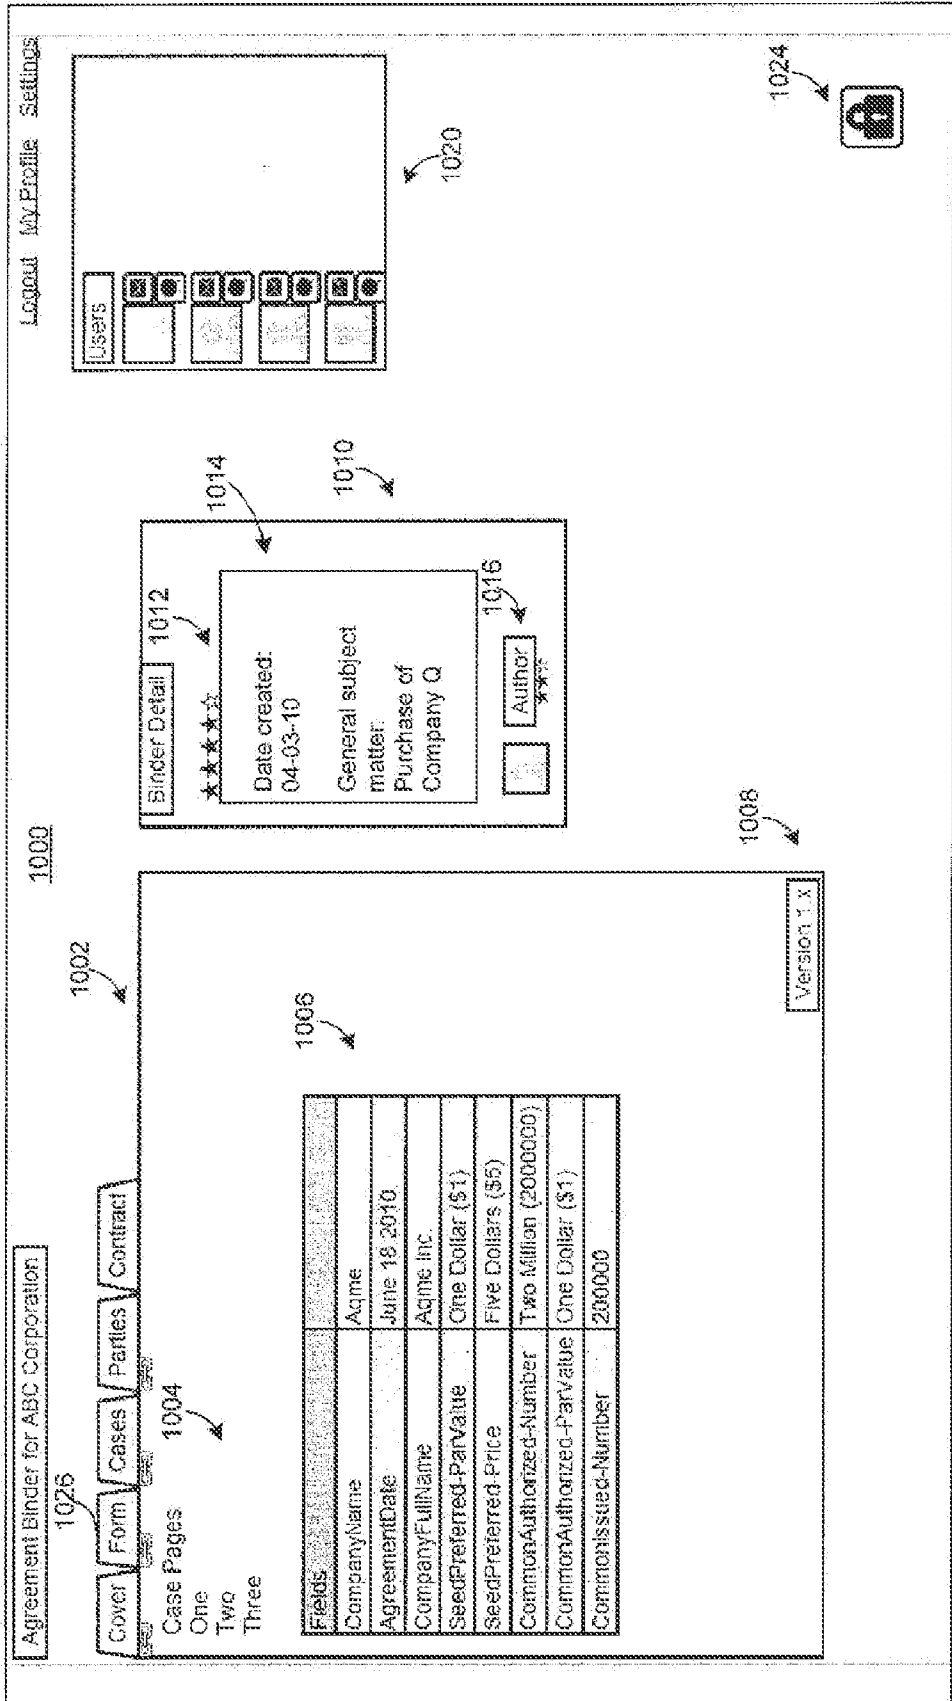 1000
Agreement Binder for ABC Corporation
Logout My Profile Settings
1026
Cover Form Cases Parties Contract
1002
Case Pages:
One
Two
Three
1004
1006
Fields
CompanyName Aqme
AgreementDate June 18 2010
CompanyFullName Aqme Inc.
SeedPreferred-ParValue One Dollar ($1)
SeedPreferred-Price Five Dollars ($5)
CommonAuthorized-Number Two Million (2000000)
CommonAuthorized-ParValue One Dollar ($1)
CommonIssued-Number 200000
Version 1.X
1008
Binder Detail
1012
1014
1010
Date created:
04-03-10
General subject
matter:
Purchase of
Company Q
Author
1016
Users
1020
1024